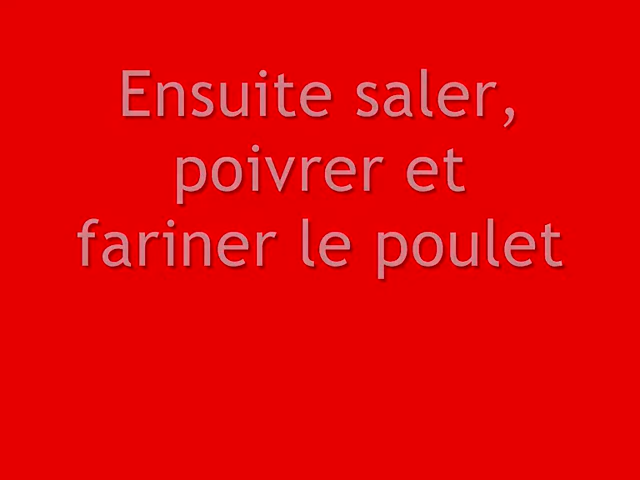 Ensuite saler,
poivrer et
fariner le poulet